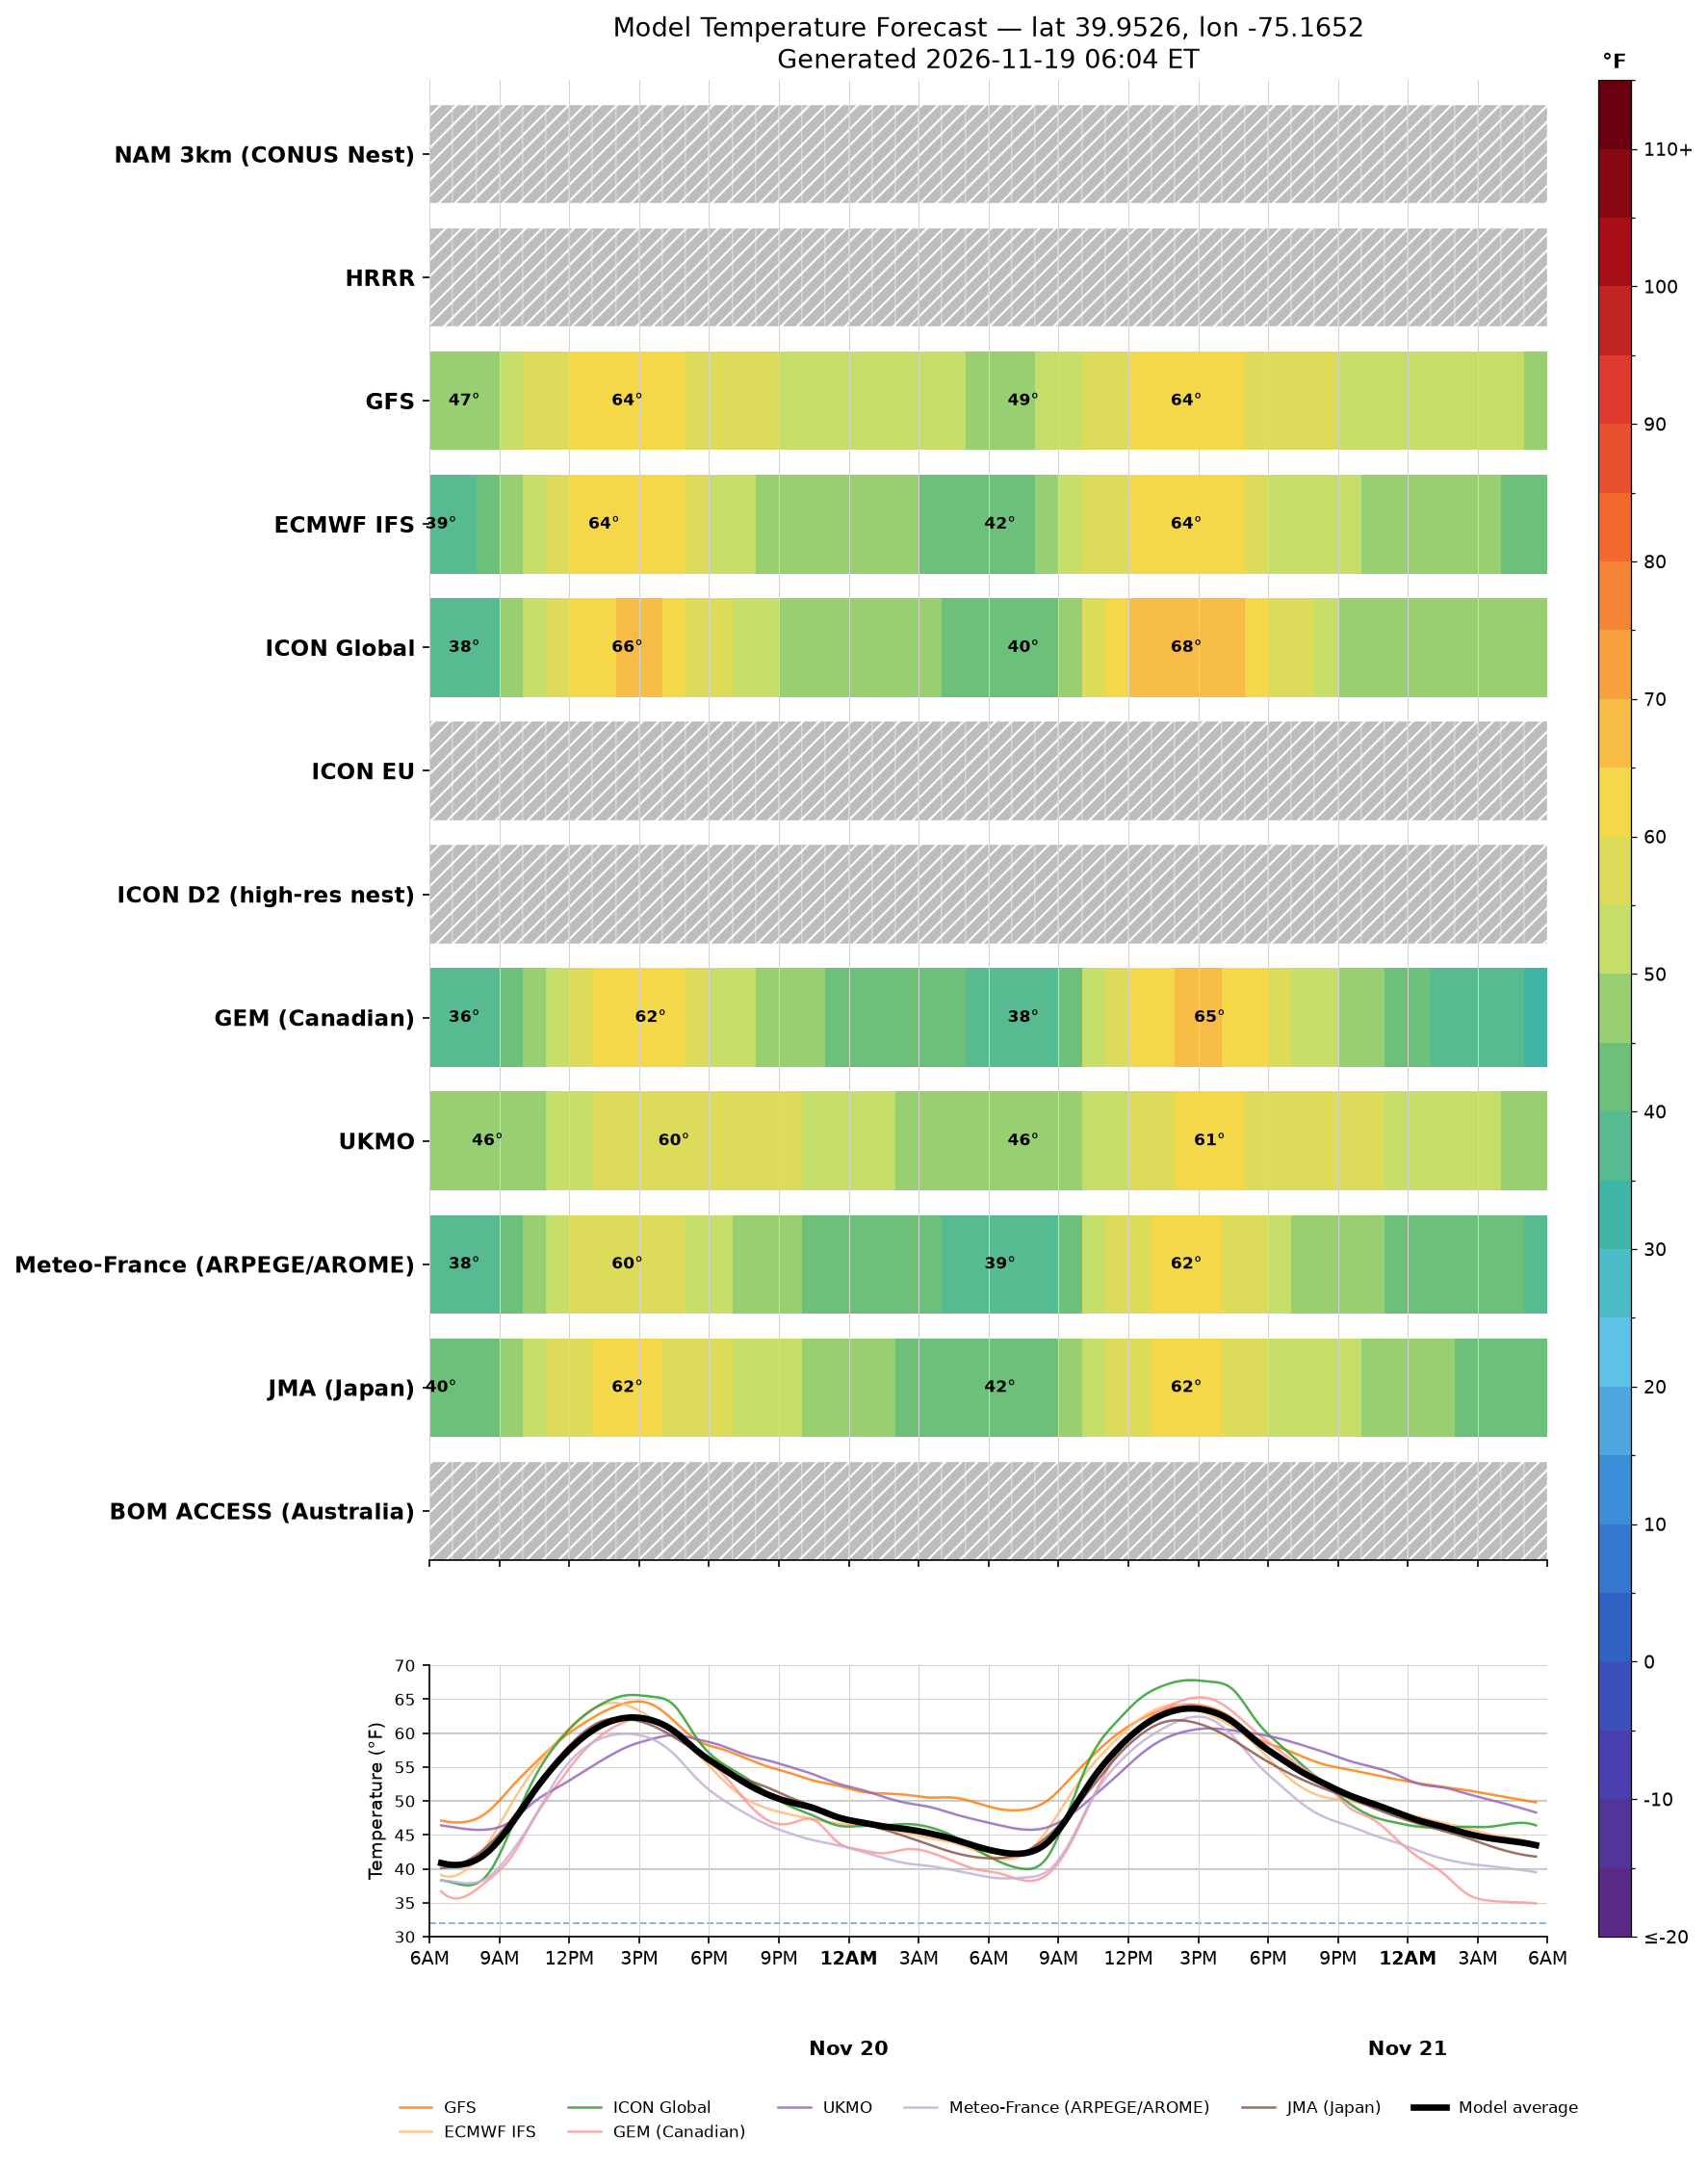 Model Temperature Forecast — lat 39.9526, lon -75.1652
Generated 2026-11-19 06:04 ET
°F
NAM 3km (CONUS Nest)
HRRR
GFS
47° 64° 49° 64°
ECMWF IFS
39° 64° 42° 64°
ICON Global
38° 66° 40° 68°
ICON EU
ICON D2 (high-res nest)
GEM (Canadian)
36° 62° 38° 65°
UKMO
46° 60° 46° 61°
Meteo-France (ARPEGE/AROME)
38° 60° 39° 62°
JMA (Japan)
40° 62° 42° 62°
BOM ACCESS (Australia)
110+
100
90
80
70
60
50
40
30
20
10
0
-10
≤-20
Temperature (°F)
70
65
60
55
50
45
40
35
30
6AM 9AM 12PM 3PM 6PM 9PM 12AM 3AM 6AM 9AM 12PM 3PM 6PM 9PM 12AM 3AM 6AM
Nov 20 Nov 21
GFS ICON Global UKMO Meteo-France (ARPEGE/AROME) JMA (Japan) Model average
ECMWF IFS GEM (Canadian)